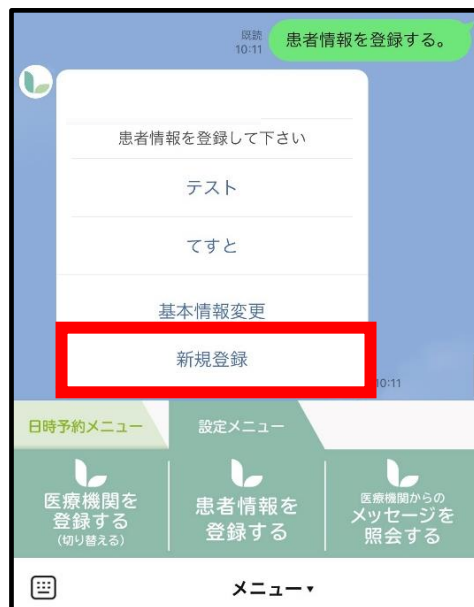 既読
10:11
患者情報を登録する。
患者情報を登録して下さい
テスト
てすと
基本情報変更
新規登録
10:11
日時予約メニュー
設定メニュー
医療機関を
登録する
(切り替える)
患者情報を
登録する
医療機関からの
メッセージを
照会する
メニュー▾